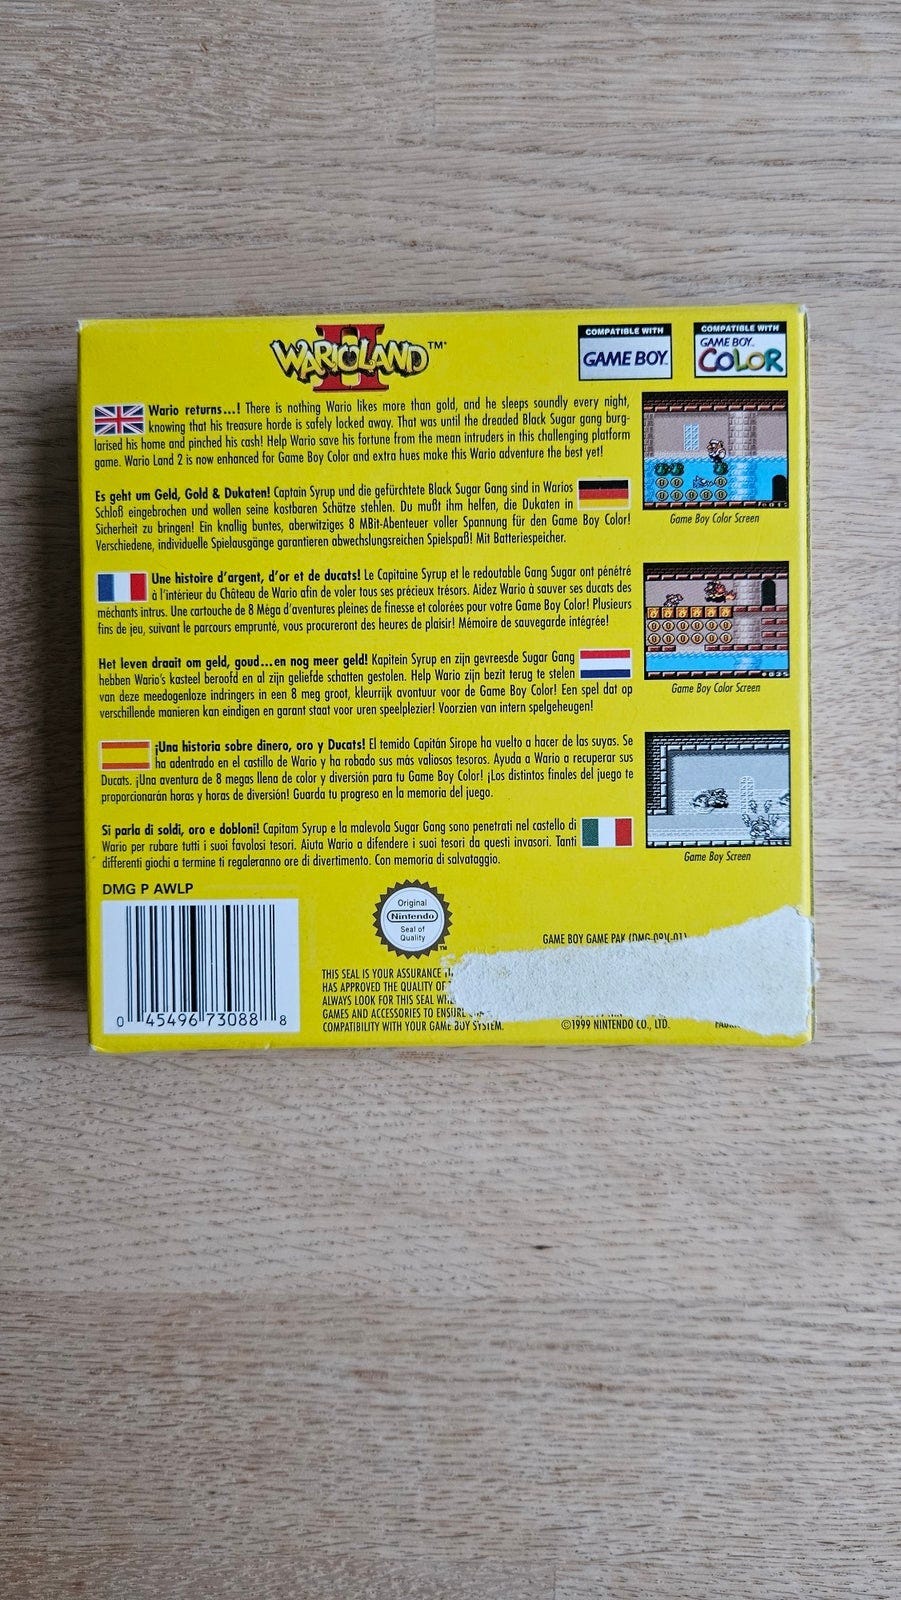 WARIOLAND II™
COMPATIBLE WITH
GAME BOY™
COMPATIBLE WITH
GAME BOY™
COLOR
Wario returns...! There is nothing Wario likes more than gold, and he sleeps soundly every night,
knowing that his treasure horde is safely locked away. That was until the dreaded Black Sugar gang burg-
larised his home and pinched his cash! Help Wario save his fortune from the mean intruders in this challenging platform
game. Wario Land 2 is now enhanced for Game Boy Color and extra hues make this Wario adventure the best yet!
Game Boy Color Screen
Es geht um Geld, Gold & Dukaten! Captain Syrup und die gefürchtete Black Sugar Gang sind in Warios
Schloß eingebrochen und wollen seine kostbaren Schätze stehlen. Du mußt ihm helfen, die Dukaten in
Sicherheit zu bringen! Ein knallig buntes, aberwitziges 8 MBit-Abenteuer voller Spannung für den Game Boy Color!
Verschiedene, individuelle Spielausgänge garantieren abwechslungsreichen Spielspaß! Mit Batteriespeicher.
Une histoire d'argent, d'or et de ducats! Le Capitaine Syrup et le redoutable Gang Sugar ont pénétré
à l'intérieur du Château de Wario afin de voler tous ses précieux trésors. Aidez Wario à sauver ses ducats des
méchants intrus. Une cartouche de 8 Méga d'aventures pleines de finesse et colorées pour votre Game Boy Color! Plusieurs
fins de jeu, suivant le parcours emprunté, vous procureront des heures de plaisir! Mémoire de sauvegarde intégrée!
Game Boy Color Screen
Het leven draait om geld, goud...en nog meer geld! Kapitein Syrup en zijn gevreesde Sugar Gang
hebben Wario's kasteel beroofd en al zijn geliefde schatten gestolen. Help Wario zijn bezit terug te stelen
van deze meedogenloze indringers in een 8 meg groot, kleurrijk avontuur voor de Game Boy Color! Een spel dat op
verschillende manieren kan eindigen en garant staat voor uren speelplezier! Voorzien van intern spelgeheugen!
¡Una historia sobre dinero, oro y Ducats! El temido Capitán Sirope ha vuelto a hacer de las suyas. Se
ha adentrado en el castillo de Wario y ha robado sus más valiosos tesoros. Ayuda a Wario a recuperar sus
Ducats. ¡Una aventura de 8 megas llena de color y diversión para tu Game Boy Color! ¡Los distintos finales del juego te
proporcionarán horas y horas de diversión! Guarda tu progreso en la memoria del juego.
Game Boy Screen
Si parla di soldi, oro e dobloni! Capitam Syrup e la malevola Sugar Gang sono penetrati nel castello di
Wario per rubare tutti i suoi favolosi tesori. Aiuta Wario a difendere i suoi tesori da questi invasori. Tanti
differenti giochi a termine ti regaleranno ore di divertimento. Con memoria di salvataggio.
DMG P AWLP
0 45496 73088 8
Original
Nintendo
Seal of
Quality
TM
THIS SEAL IS YOUR ASSURANCE
HAS APPROVED THE QUALITY OF
ALWAYS LOOK FOR THIS SEAL
GAMES AND ACCESSORIES TO ENSURE
COMPATIBILITY WITH YOUR GAME BOY SYSTEM.
GAME BOY GAME PAK (DMG-09V-01)
©1999 NINTENDO CO., LTD.